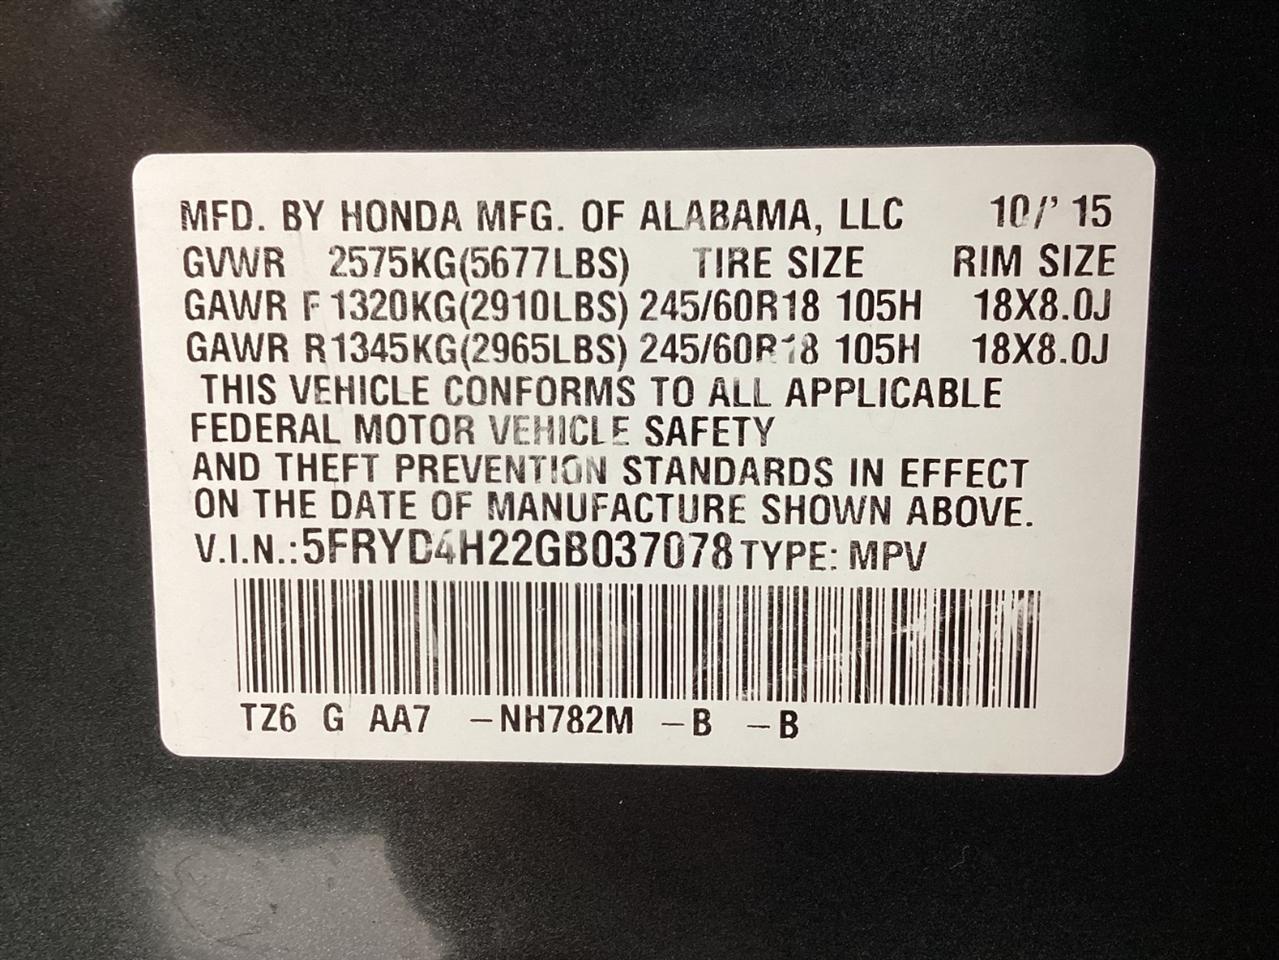 MFD. BY HONDA MFG. OF ALABAMA, LLC 10/' 15
GVWR 2575KG(5677LBS) TIRE SIZE RIM SIZE
GAWR F 1320KG(2910LBS) 245/60R18 105H 18X8.0J
GAWR R 1345KG(2965LBS) 245/60R18 105H 18X8.0J
THIS VEHICLE CONFORMS TO ALL APPLICABLE
FEDERAL MOTOR VEHICLE SAFETY
AND THEFT PREVENTION STANDARDS IN EFFECT
ON THE DATE OF MANUFACTURE SHOWN ABOVE.
V.I.N.:5FRYD4H22GB037078 TYPE: MPV
TZ6 G AA7 -NH782M -B -B